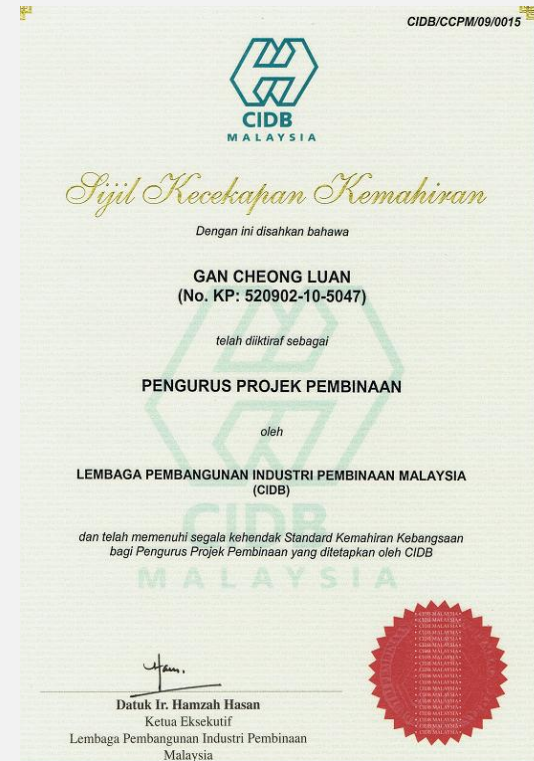 CIDB/CCPM/09/0015
CIDB
MALAYSIA
Sijil Kecekapan Kemahiran
Dengan ini disahkan bahawa
GAN CHEONG LUAN
(No. KP: 520902-10-5047)
telah diiktiraf sebagai
PENGURUS PROJEK PEMBINAAN
oleh
LEMBAGA PEMBANGUNAN INDUSTRI PEMBINAAN MALAYSIA
(CIDB)
dan telah memenuhi segala kehendak Standard Kemahiran Kebangsaan
bagi Pengurus Projek Pembinaan yang ditetapkan oleh CIDB
CIDB
MALAYSIA
Datuk Ir. Hamzah Hasan
Ketua Eksekutif
Lembaga Pembangunan Industri Pembinaan
Malaysia